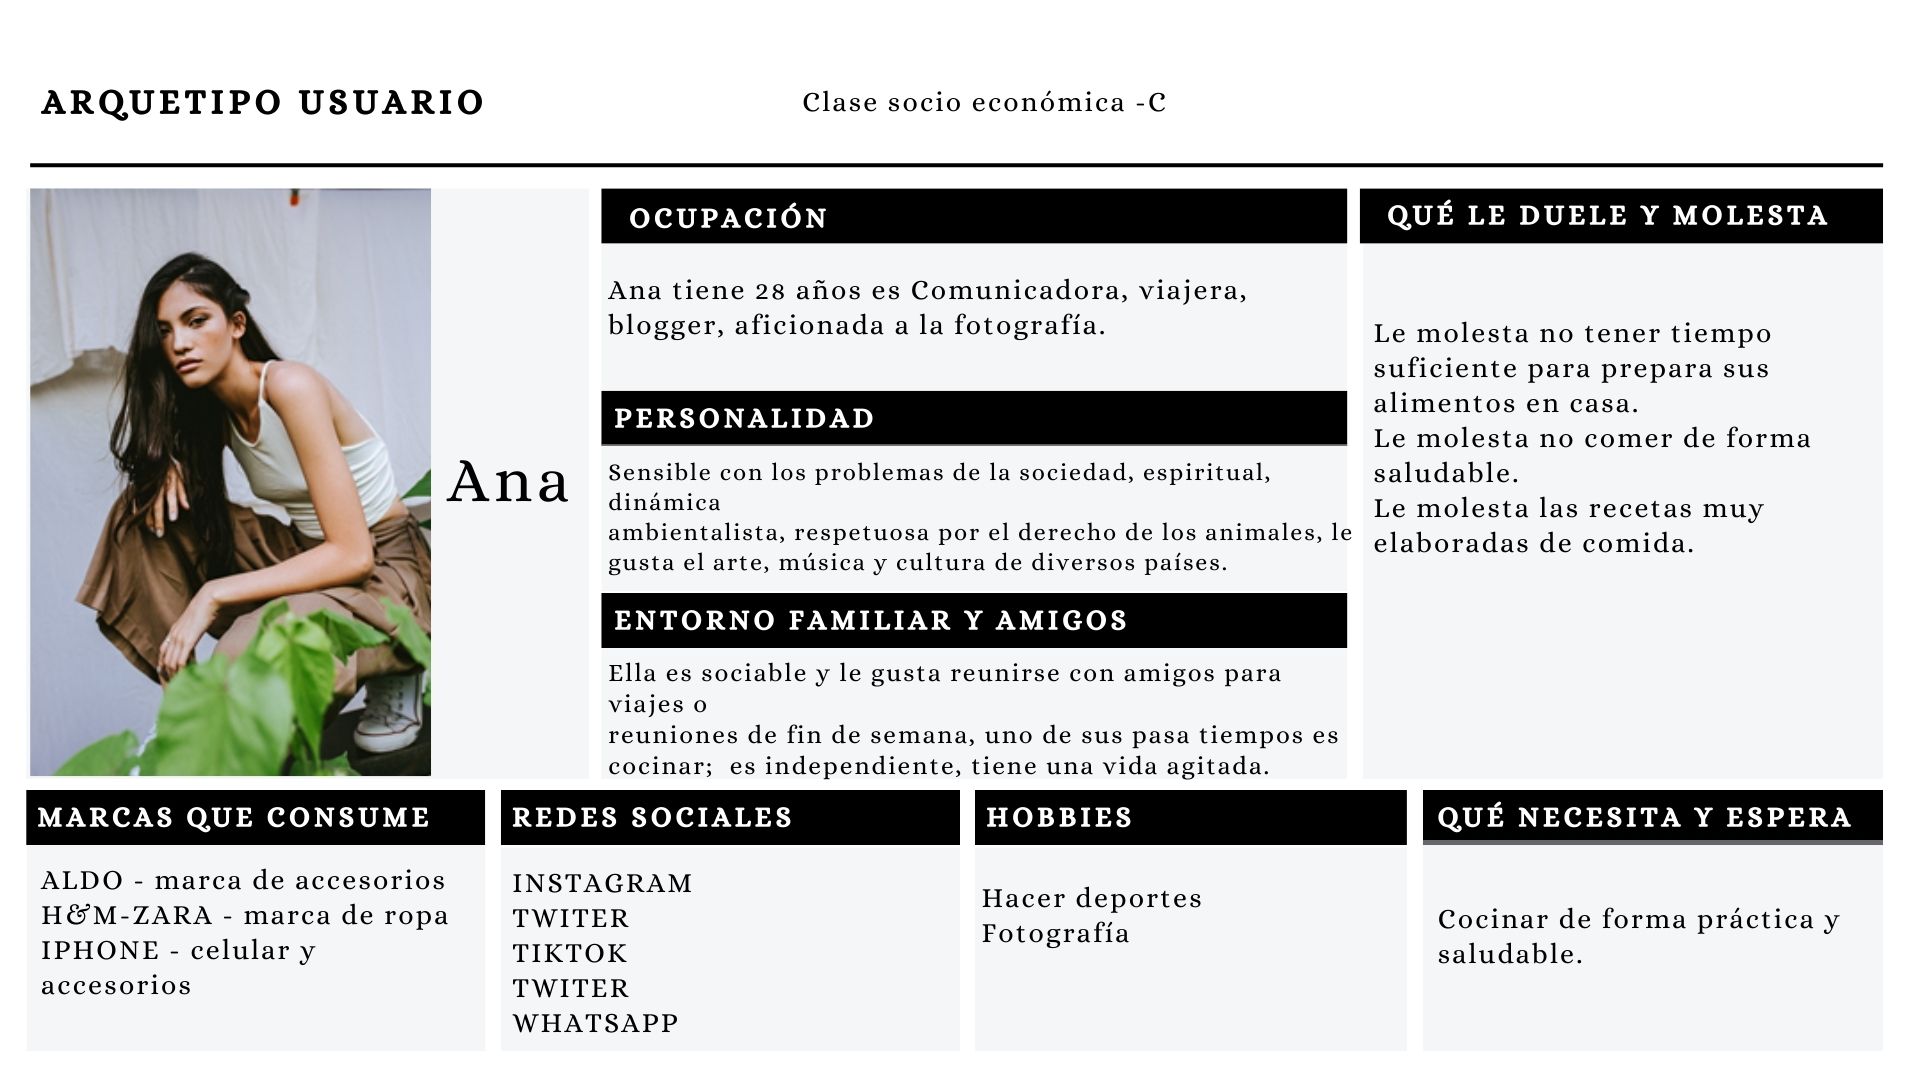 ARQUETIPO USUARIO
Clase socio económica -C
Ana
OCUPACIÓN
Ana tiene 28 años es Comunicadora, viajera,
blogger, aficionada a la fotografía.
PERSONALIDAD
Sensible con los problemas de la sociedad, espiritual,
dinámica
ambientalista, respetuosa por el derecho de los animales, le
gusta el arte, música y cultura de diversos países.
ENTORNO FAMILIAR Y AMIGOS
Ella es sociable y le gusta reunirse con amigos para
viajes o
reuniones de fin de semana, uno de sus pasa tiempos es
cocinar;  es independiente, tiene una vida agitada.
QUÉ LE DUELE Y MOLESTA
Le molesta no tener tiempo
suficiente para prepara sus
alimentos en casa.
Le molesta no comer de forma
saludable.
Le molesta las recetas muy
elaboradas de comida.
MARCAS QUE CONSUME
ALDO - marca de accesorios
H&M-ZARA - marca de ropa
IPHONE - celular y
accesorios
REDES SOCIALES
INSTAGRAM
TWITER
TIKTOK
TWITER
WHATSAPP
HOBBIES
Hacer deportes
Fotografía
QUÉ NECESITA Y ESPERA
Cocinar de forma práctica y
saludable.